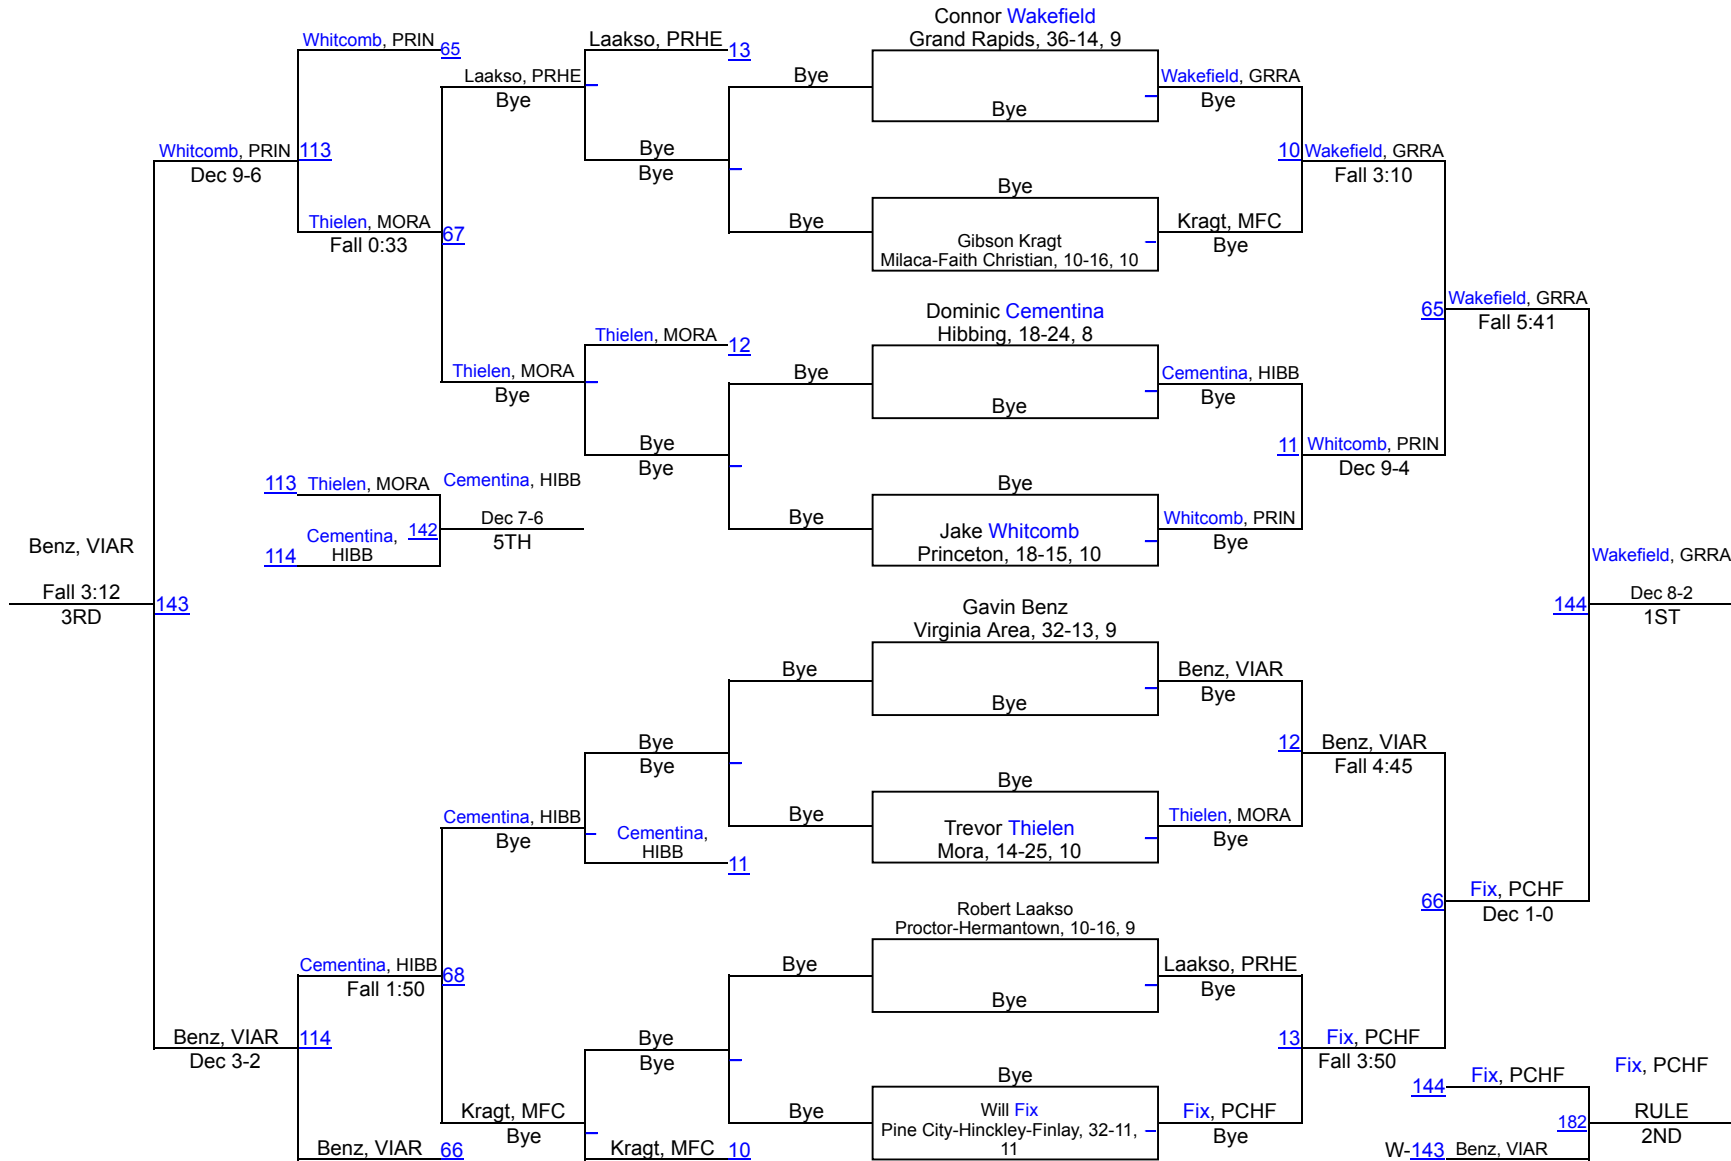 Connor Wakefield
Grand Rapids, 36-14, 9
Whitcomb, PRIN
65
Laakso, PRHE
13
Laakso, PRHE
Bye
Bye
Bye
Wakefield, GRRA
Bye
Whitcomb, PRIN
113
Dec 9-6
Bye
Bye
10
Wakefield, GRRA
Fall 3:10
Thielen, MORA
67
Fall 0:33
Bye
Bye
Gibson Kragt
Milaca-Faith Christian, 10-16, 10
Kragt, MFC
Bye
Dominic Cementina
Hibbing, 18-24, 8
65
Wakefield, GRRA
Fall 5:41
Thielen, MORA
12
Thielen, MORA
Bye
Bye
Bye
Cementina, HIBB
Bye
Bye
Bye
11
Whitcomb, PRIN
Dec 9-4
113
Thielen, MORA
Cementina, HIBB
Dec 7-6
5TH
142
114
Cementina,
HIBB
Bye
Bye
Jake Whitcomb
Princeton, 18-15, 10
Whitcomb, PRIN
Bye
Benz, VIAR
Fall 3:12
3RD
143
Wakefield, GRRA
144
Dec 8-2
1ST
Gavin Benz
Virginia Area, 32-13, 9
Bye
Bye
Benz, VIAR
Bye
Bye
Bye
12
Benz, VIAR
Fall 4:45
Cementina, HIBB
Bye
Cementina,
HIBB
11
Bye
Bye
Trevor Thielen
Mora, 14-25, 10
Thielen, MORA
Bye
66
Fix, PCHF
Dec 1-0
Robert Laakso
Proctor-Hermantown, 10-16, 9
Cementina, HIBB
68
Fall 1:50
Bye
Bye
Laakso, PRHE
Bye
Benz, VIAR
114
Dec 3-2
Bye
Bye
13
Fix, PCHF
Fall 3:50
Kragt, MFC
Bye
Bye
Bye
Will Fix
Pine City-Hinckley-Finlay, 32-11,
11
Fix, PCHF
Bye
144
Fix, PCHF
Fix, PCHF
182
RULE
2ND
Benz, VIAR
66
Kragt, MFC
10
W-143
Benz, VIAR